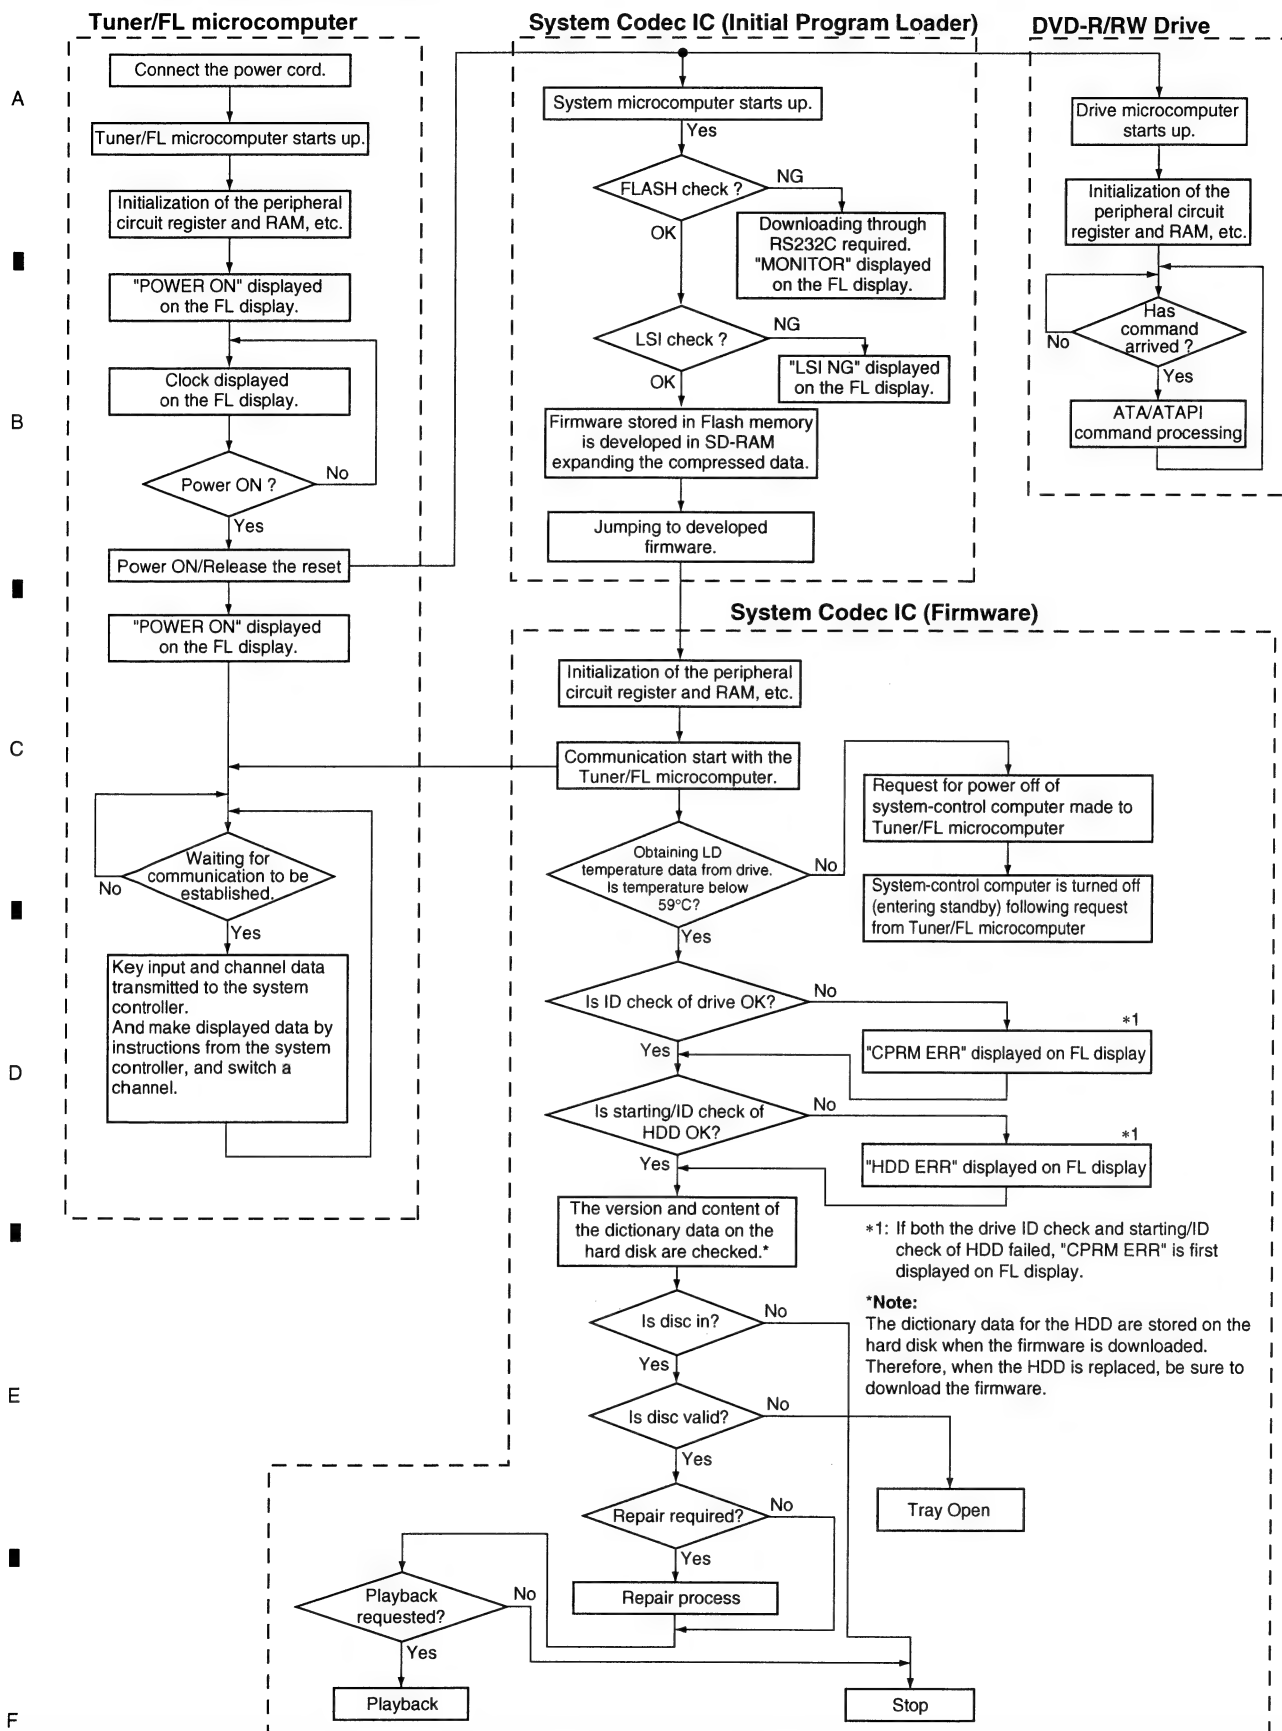 Tuner/FL microcomputer
Connect the power cord.
Tuner/FL microcomputer starts up.
Initialization of the peripheral
circuit register and RAM, etc.
"POWER ON" displayed
on the FL display.
Clock displayed
on the FL display.
Power ON ?
No
Yes
Power ON/Release the reset
"POWER ON" displayed
on the FL display.
Waiting for
communication to be
established.
No
Yes
Key input and channel data
transmitted to the system
controller.
And make displayed data by
instructions from the system
controller, and switch a
channel.
System Codec IC (Initial Program Loader)
System microcomputer starts up.
Yes
FLASH check ?
NG
OK
Downloading through
RS232C required.
"MONITOR" displayed
on the FL display.
LSI check ?
NG
OK
"LSI NG" displayed
on the FL display.
Firmware stored in Flash memory
is developed in SD-RAM
expanding the compressed data.
Jumping to developed
firmware.
DVD-R/RW Drive
Drive microcomputer
starts up.
Initialization of the
peripheral circuit
register and RAM, etc.
Has
command
arrived ?
No
Yes
ATA/ATAPI
command processing
System Codec IC (Firmware)
Initialization of the peripheral
circuit register and RAM, etc.
Communication start with the
Tuner/FL microcomputer.
Obtaining LD
temperature data from drive.
Is temperature below
59°C?
No
Yes
Request for power off of
system-control computer made to
Tuner/FL microcomputer
System-control computer is turned off
(entering standby) following request
from Tuner/FL microcomputer
Is ID check of drive OK?
No
Yes
*1
"CPRM ERR" displayed on FL display
Is starting/ID check of
HDD OK?
No
Yes
*1
"HDD ERR" displayed on FL display
The version and content of
the dictionary data on the
hard disk are checked.*
*1: If both the drive ID check and starting/ID
check of HDD failed, "CPRM ERR" is first
displayed on FL display.
*Note:
The dictionary data for the HDD are stored on the
hard disk when the firmware is downloaded.
Therefore, when the HDD is replaced, be sure to
download the firmware.
Is disc in?
No
Yes
Is disc valid?
No
Yes
Tray Open
Repair required?
No
Yes
Repair process
Playback
requested?
No
Yes
Playback
Stop
A
B
C
D
E
F